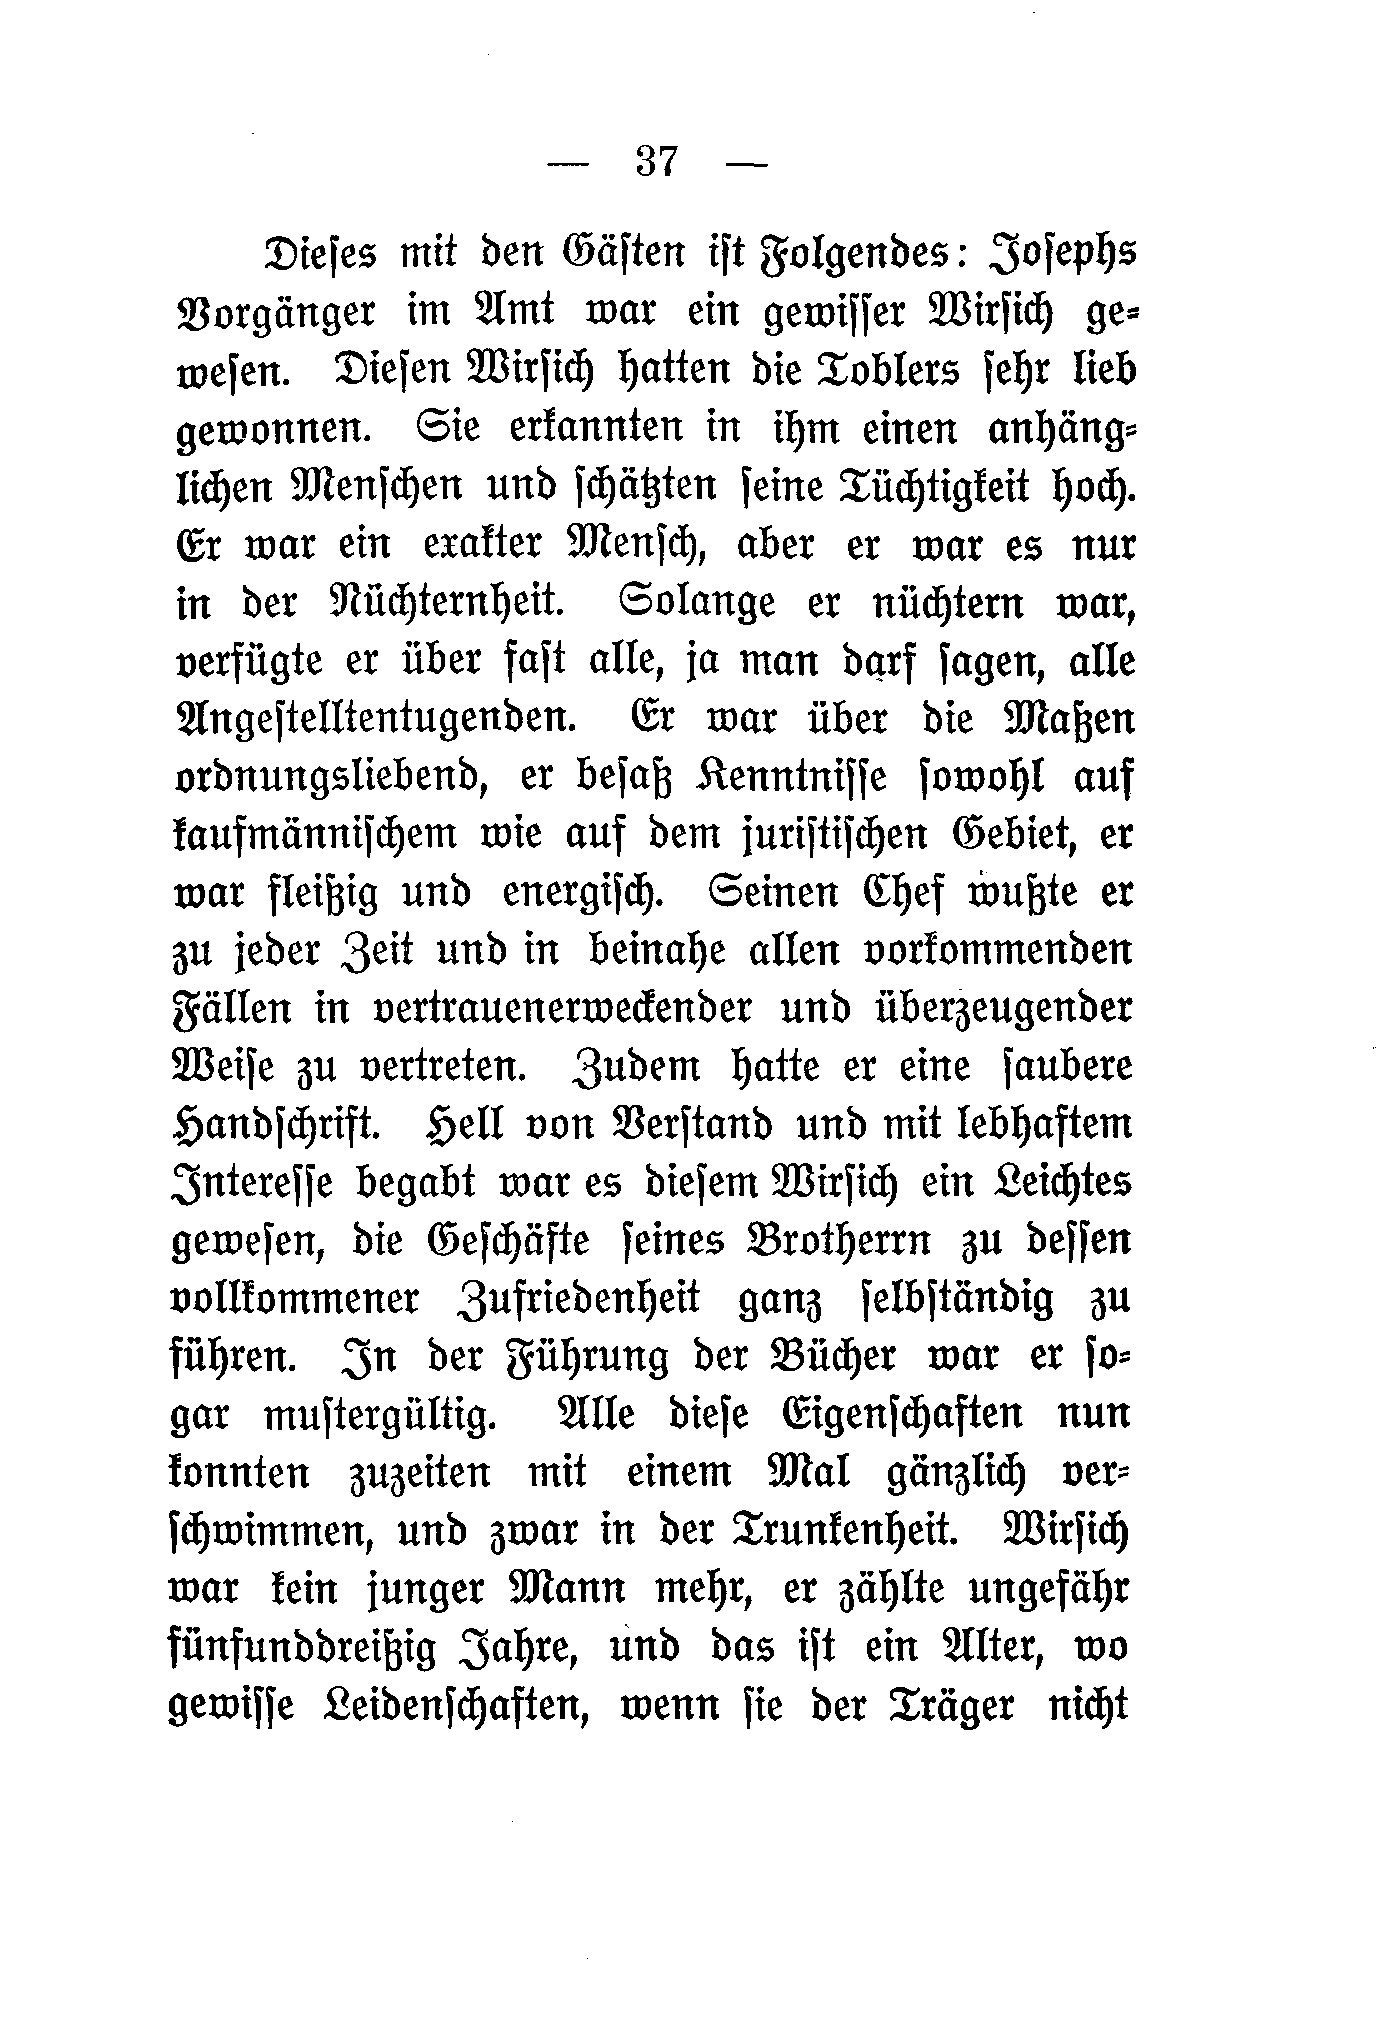 — 37 —
Dieſes mit den Gäſten iſt Folgendes: Joſephs
Vorgänger im Amt war ein gewiſſer Wirſich ge=
weſen. Dieſen Wirſich hatten die Toblers ſehr lieb
gewonnen. Sie erkannten in ihm einen anhäng=
lichen Menſchen und ſchätzten ſeine Tüchtigkeit hoch.
Er war ein exakter Menſch, aber er war es nur
in der Nüchternheit. Solange er nüchtern war,
verfügte er über faſt alle, ja man darf ſagen, alle
Angeſtelltentugenden. Er war über die Maßen
ordnungsliebend, er beſaß Kenntniſſe ſowohl auf
kaufmänniſchem wie auf dem juriſtiſchen Gebiet, er
war fleißig und energiſch. Seinen Chef wußte er
zu jeder Zeit und in beinahe allen vorkommenden
Fällen in vertrauenerweckender und überzeugender
Weiſe zu vertreten. Zudem hatte er eine ſaubere
Handſchrift. Hell von Verſtand und mit lebhaftem
Intereſſe begabt war es dieſem Wirſich ein Leichtes
geweſen, die Geſchäfte ſeines Brotherrn zu deſſen
vollkommener Zufriedenheit ganz ſelbſtändig zu
führen. In der Führung der Bücher war er ſo=
gar muſtergültig. Alle dieſe Eigenſchaften nun
konnten zuzeiten mit einem Mal gänzlich ver=
ſchwimmen, und zwar in der Trunkenheit. Wirſich
war kein junger Mann mehr, er zählte ungefähr
fünfunddreißig Jahre, und das iſt ein Alter, wo
gewiſſe Leidenſchaften, wenn ſie der Träger nicht